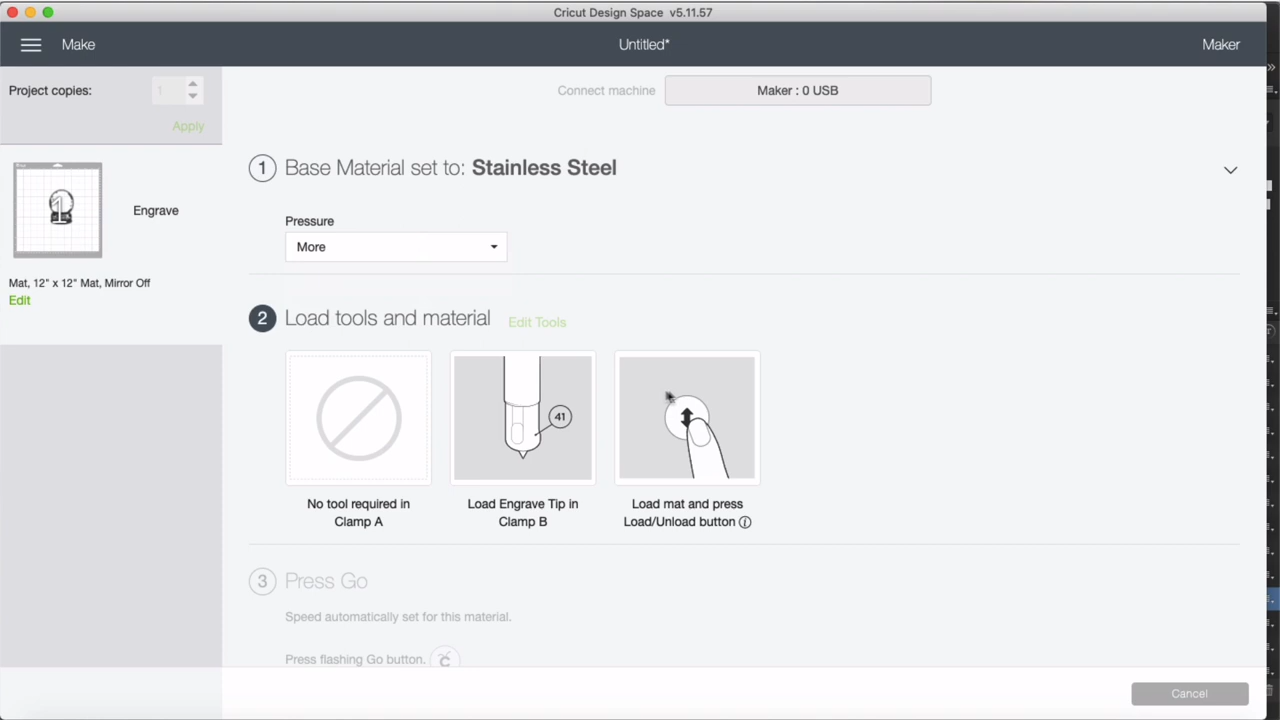 Cricut Design Space v5.11.57
Make
Untitled*
Maker
Project copies:
1
Apply
Connect machine
Maker : 0 USB
1
Engrave
Mat, 12" x 12" Mat, Mirror Off
Edit
1
Base Material set to: Stainless Steel
Pressure
More
2
Load tools and material
Edit Tools
41
No tool required in
Clamp A
Load Engrave Tip in
Clamp B
Load mat and press
Load/Unload button
3
Press Go
Speed automatically set for this material.
Press flashing Go button.
Cancel